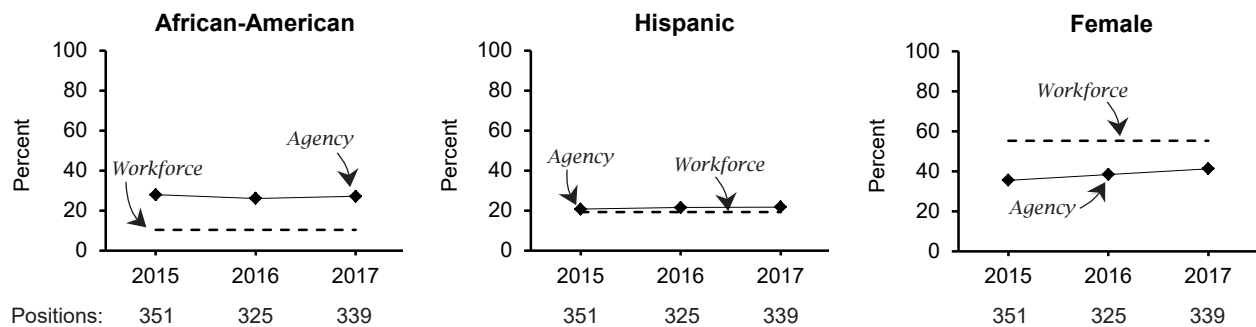 African-American
100
80
60
40
20
0
Percent
Workforce
Agency
2015 2016 2017
Positions: 351 325 339
Hispanic
100
80
60
40
20
0
Percent
Agency
Workforce
2015 2016 2017
351 325 339
Female
100
80
60
40
20
0
Percent
Workforce
Agency
2015 2016 2017
351 325 339